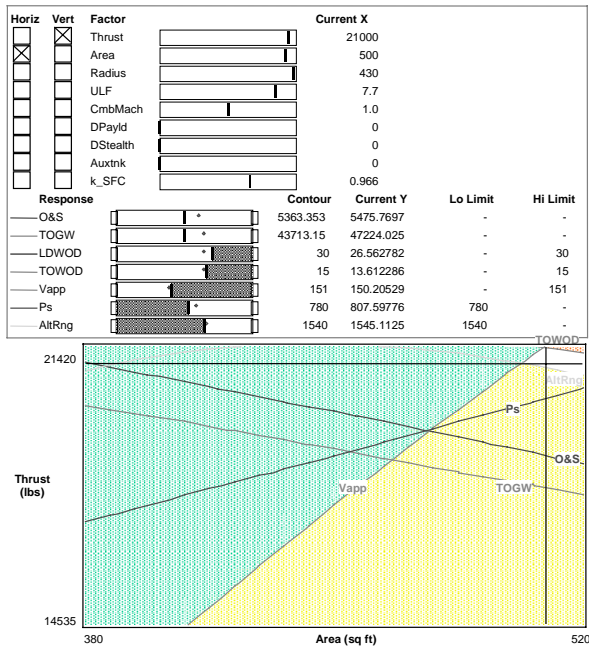 Horiz Vert Factor Current X
Thrust 21000
Area 500
Radius 430
ULF 7.7
CmbMach 1.0
DPayld 0
DStealth 0
Auxtnk 0
k_SFC 0.966
Response Contour Current Y Lo Limit Hi Limit
O&S 5363.353 5475.7697 - -
TOGW 43713.15 47224.025 - -
LDWOD 30 26.562782 - 30
TOWOD 15 13.612286 - 15
Vapp 151 150.20529 - 151
Ps 780 807.59776 780 -
AltRng 1540 1545.1125 1540 -
TOWOD
21420
AltRng
Ps
O&S
Thrust
(lbs)
Vapp
TOGW
14535
380 Area (sq ft) 520